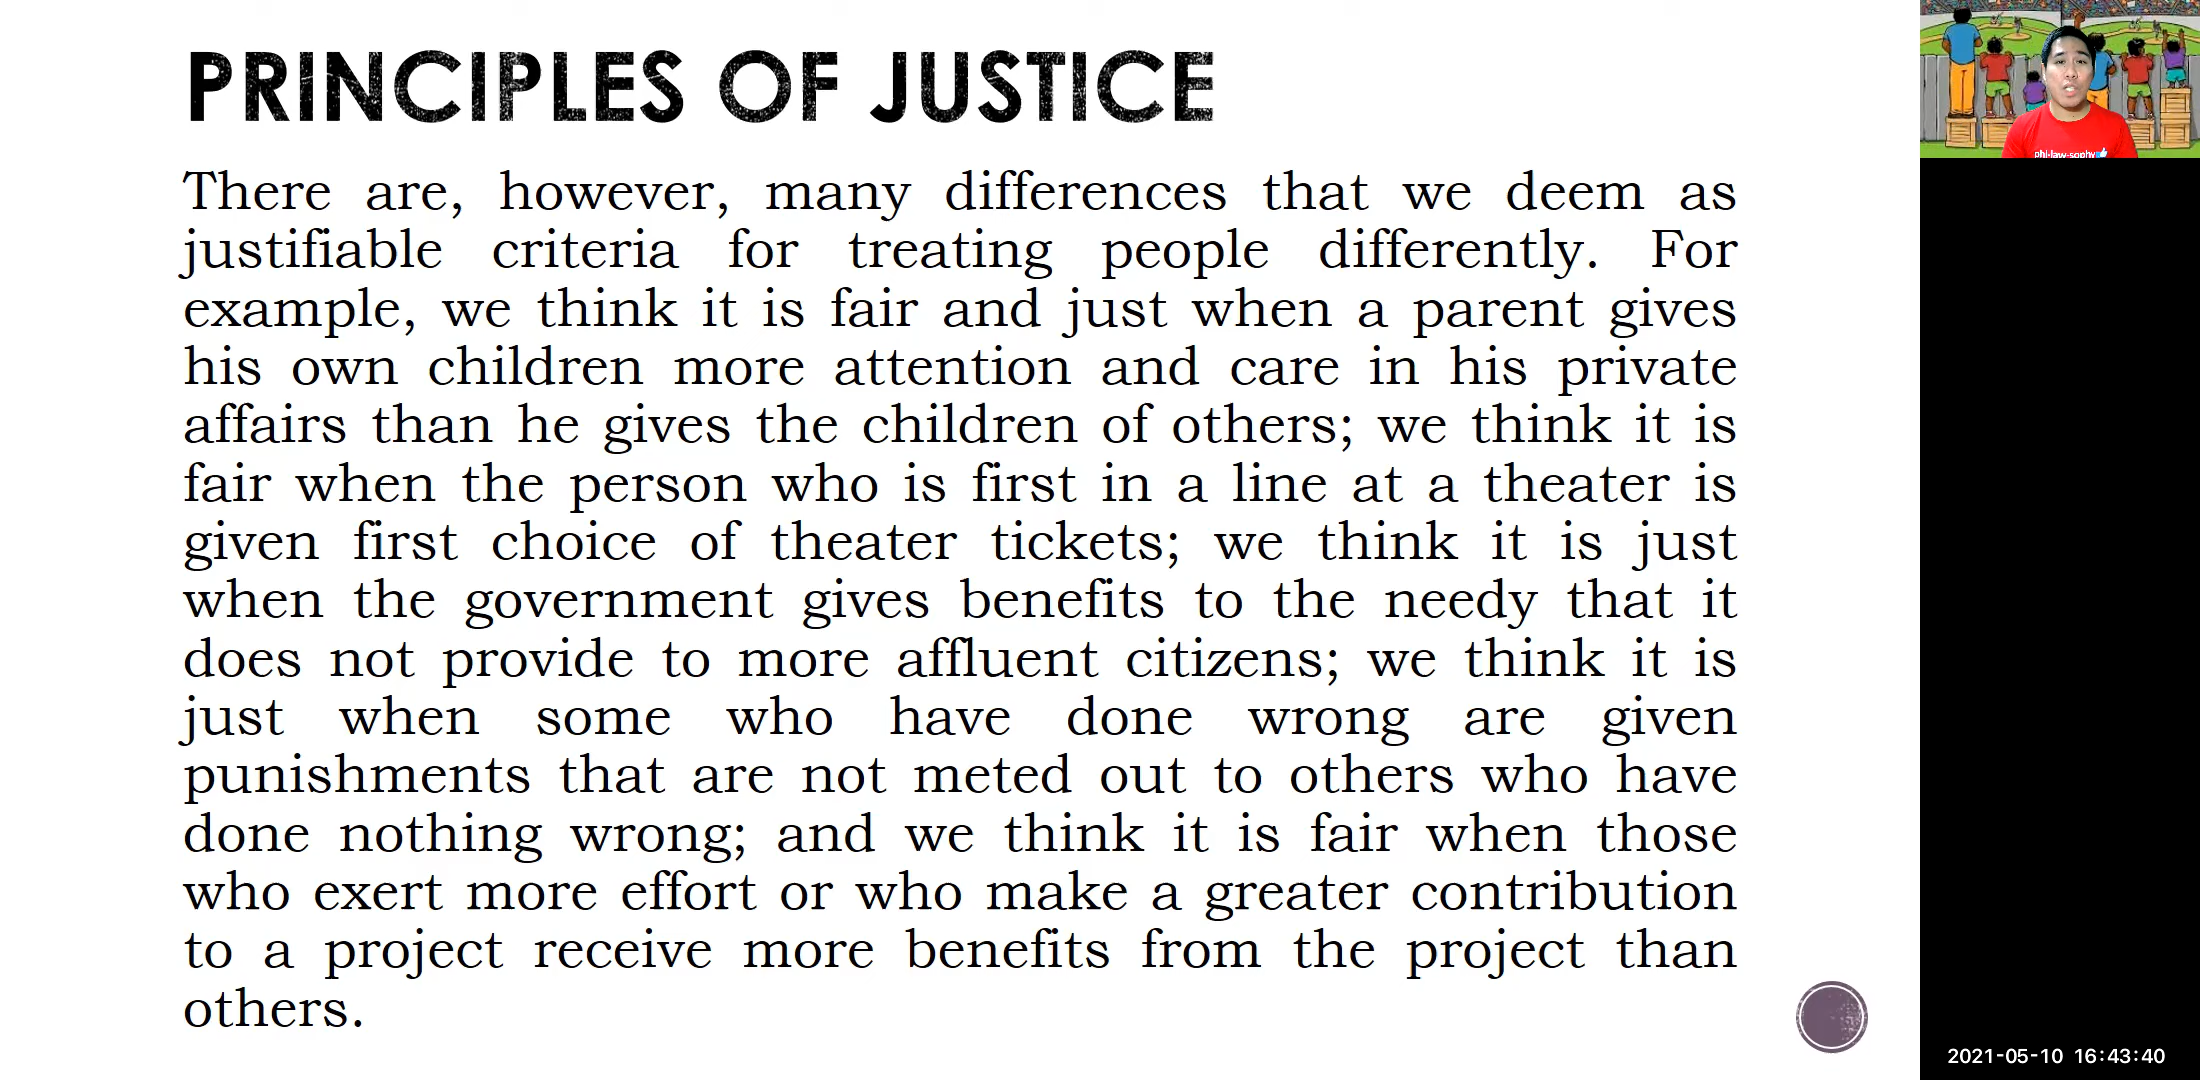 PRINCIPLES OF JUSTICE
There are, however, many differences that we deem as
justifiable criteria for treating people differently. For
example, we think it is fair and just when a parent gives
his own children more attention and care in his private
affairs than he gives the children of others; we think it is
fair when the person who is first in a line at a theater is
given first choice of theater tickets; we think it is just
when the government gives benefits to the needy that it
does not provide to more affluent citizens; we think it is
just when some who have done wrong are given
punishments that are not meted out to others who have
done nothing wrong; and we think it is fair when those
who exert more effort or who make a greater contribution
to a project receive more benefits from the project than
others.
phi-law-sophy
2021-05-10 16:43:40